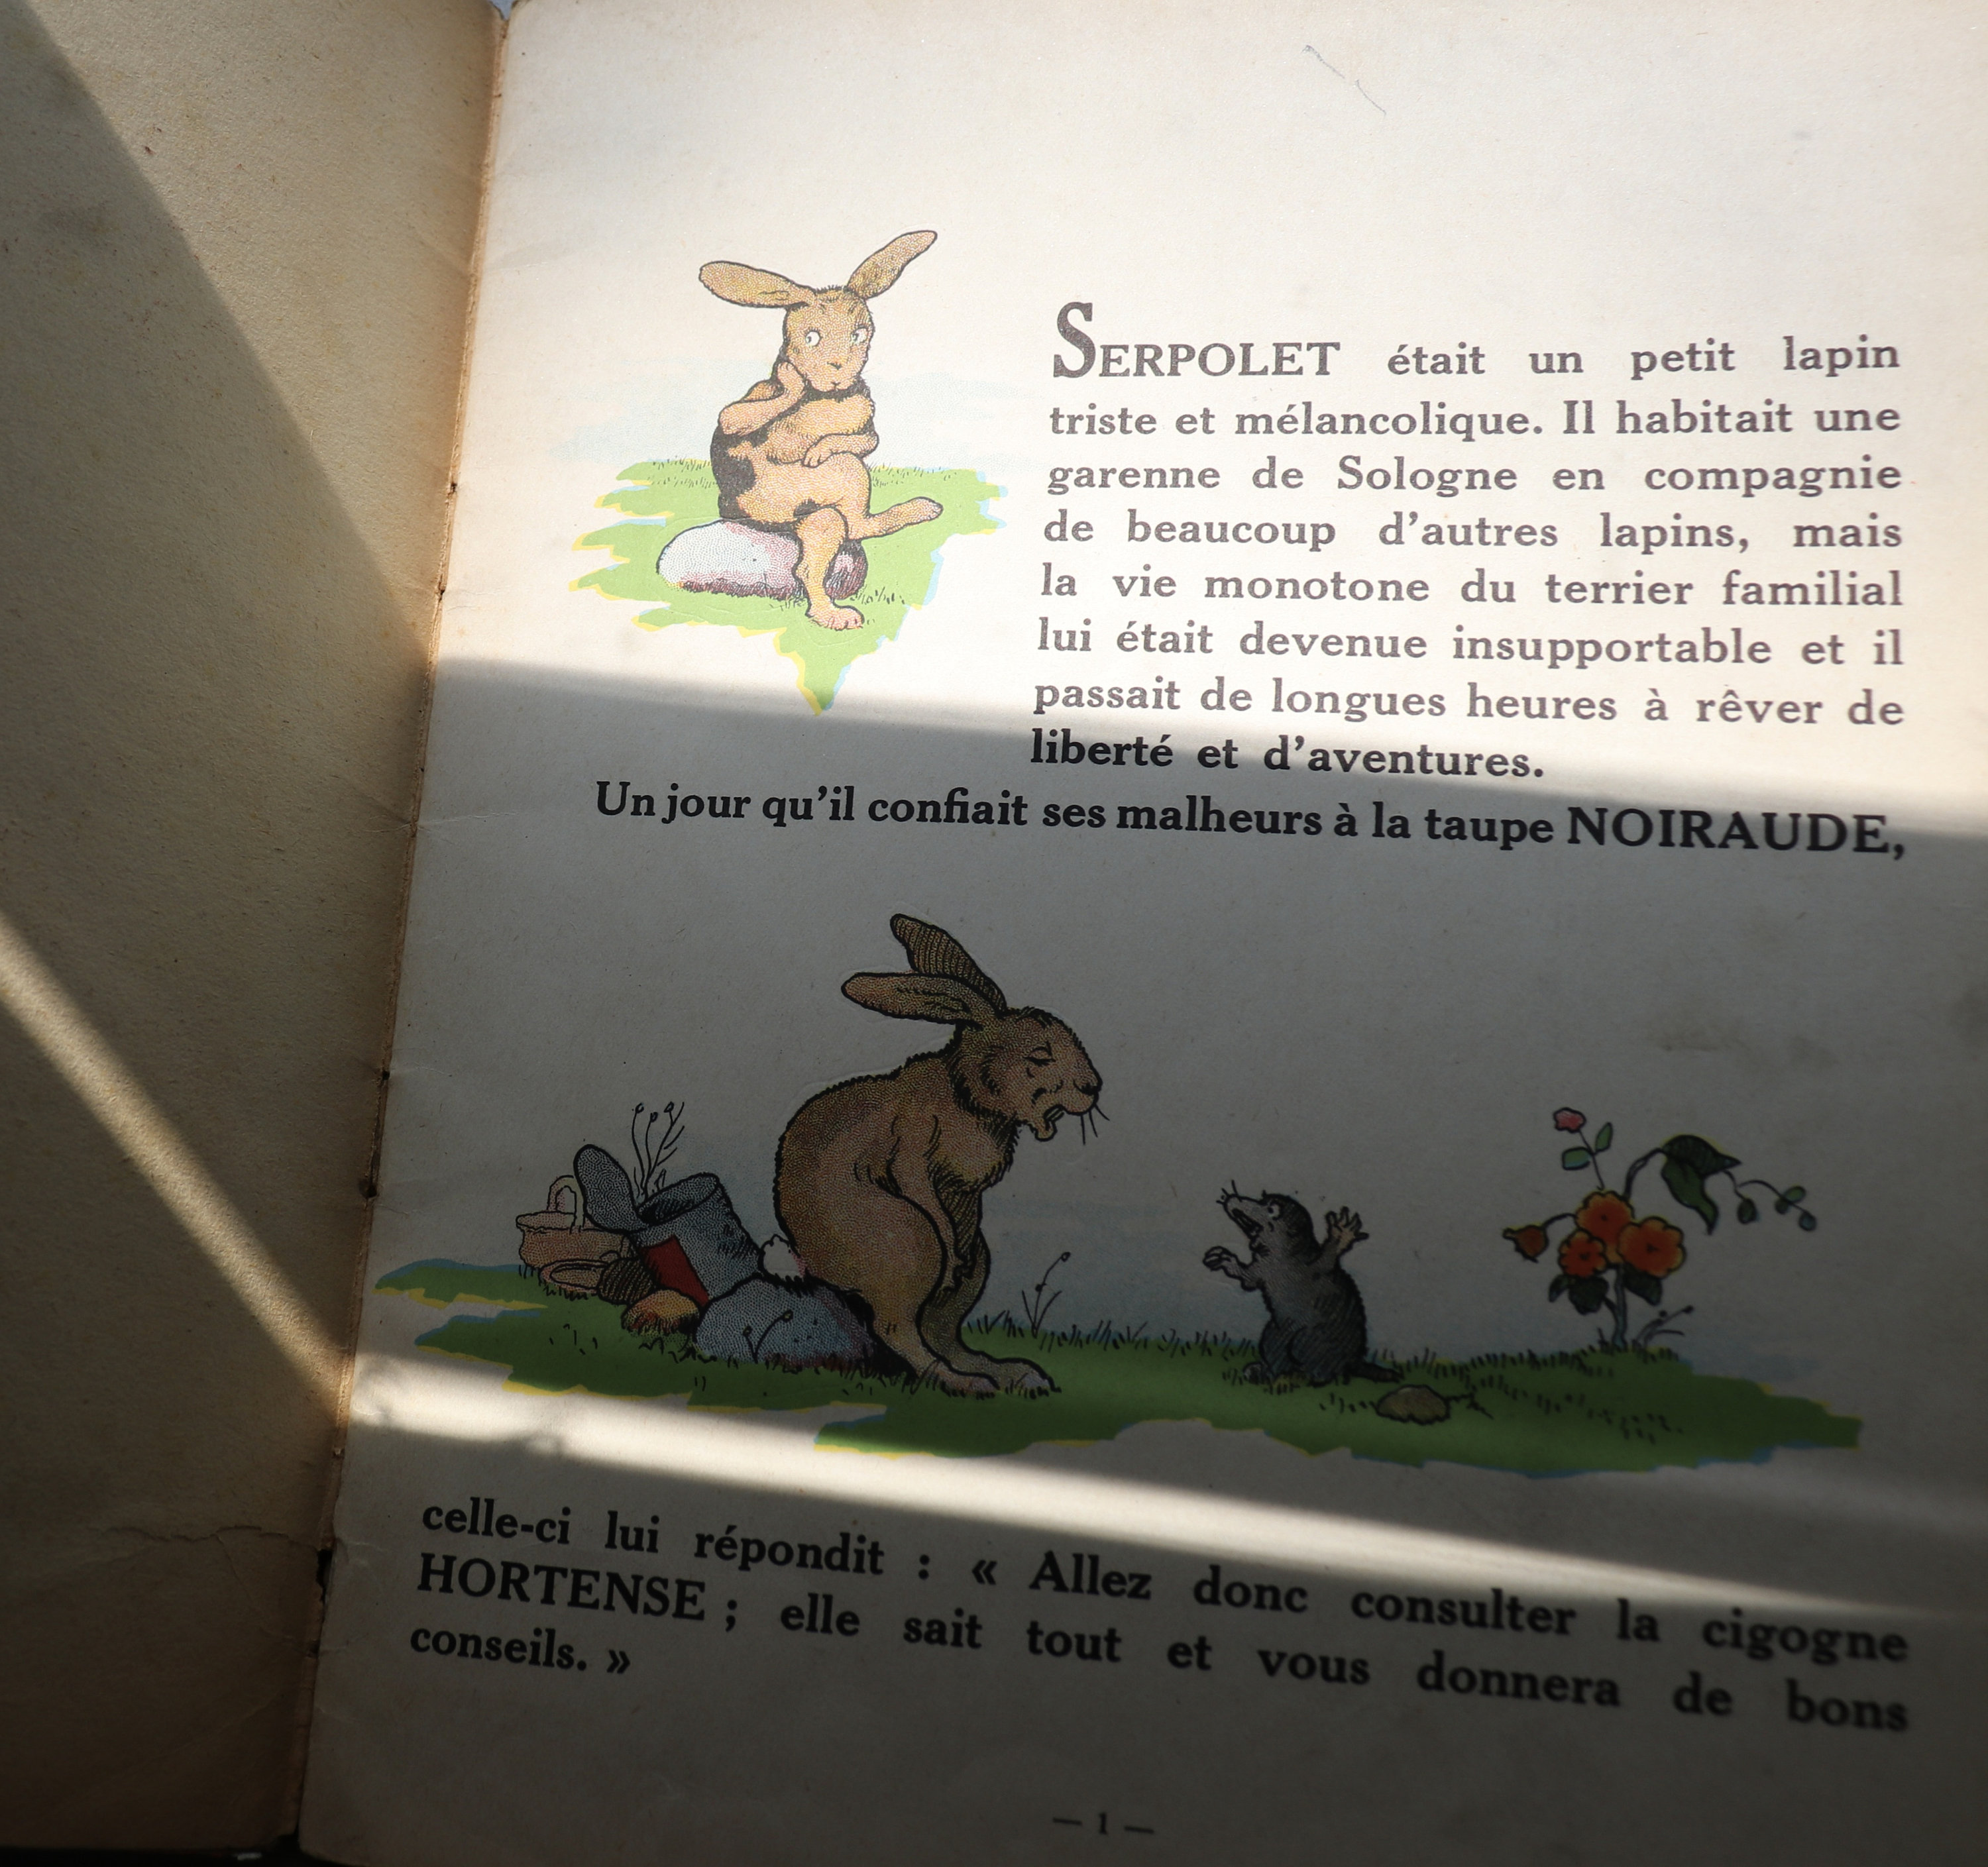 SERPOLET était un petit lapin
triste et mélancolique. Il habitait une
garenne de Sologne en compagnie
de beaucoup d’autres lapins, mais
la vie monotone du terrier familial
lui était devenue insupportable et il
passait de longues heures à rêver de
liberté et d’aventures.
Un jour qu’il confiait ses malheurs à la taupe NOIRAUDE,
celle-ci lui répondit : « Allez donc consulter la cigogne
HORTENSE ; elle sait tout et vous donnera de bons
conseils. »
— 1 —